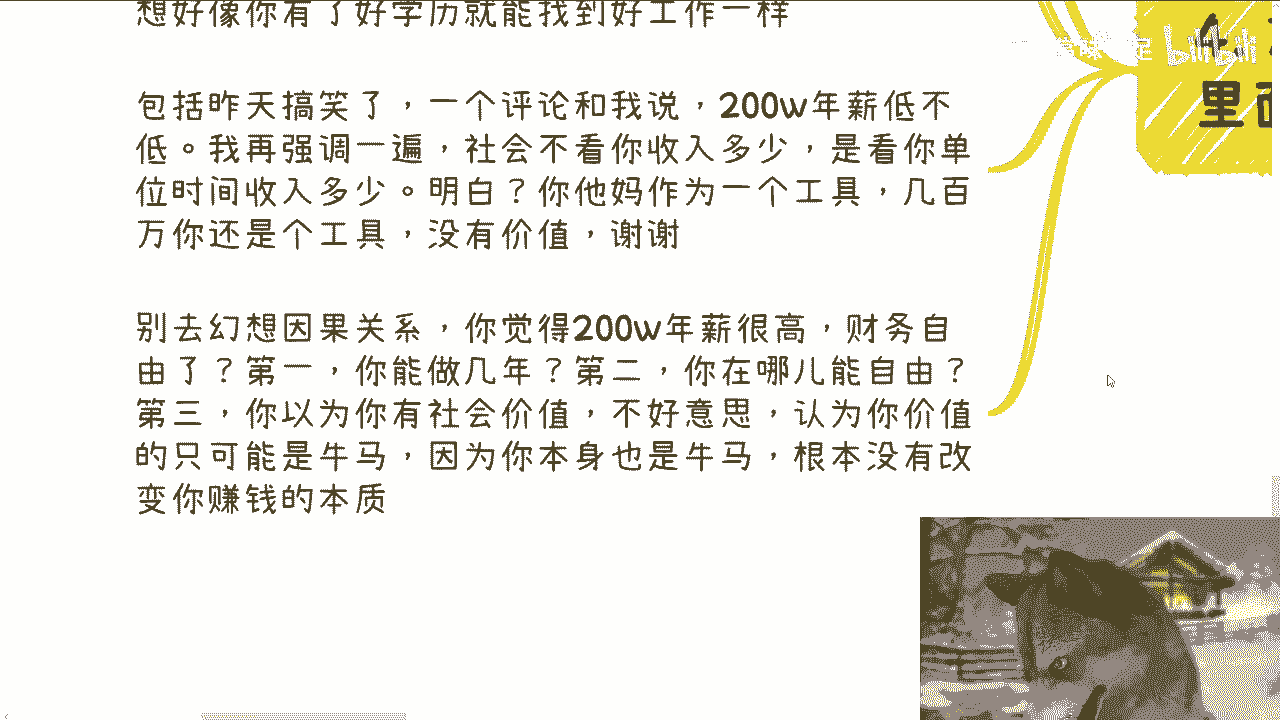 想好像你有了好学历就能找到好工作一样
包括昨天搞笑了，一个评论和我说，200w年薪低不
低。我再强调一遍，社会不看你收入多少，是看你单
位时间收入多少。明白？你他妈作为一个工具，几百
万你还是个工具，没有价值，谢谢
别去幻想因果关系，你觉得200w年薪很高，财务自
由了？第一，你能做几年？第二，你在哪儿能自由？
第三，你以为你有社会价值，不好意思，认为你价值
的只可能是牛马，因为你本身也是牛马，根本没有改
变你赚钱的本质
bilibili
里面